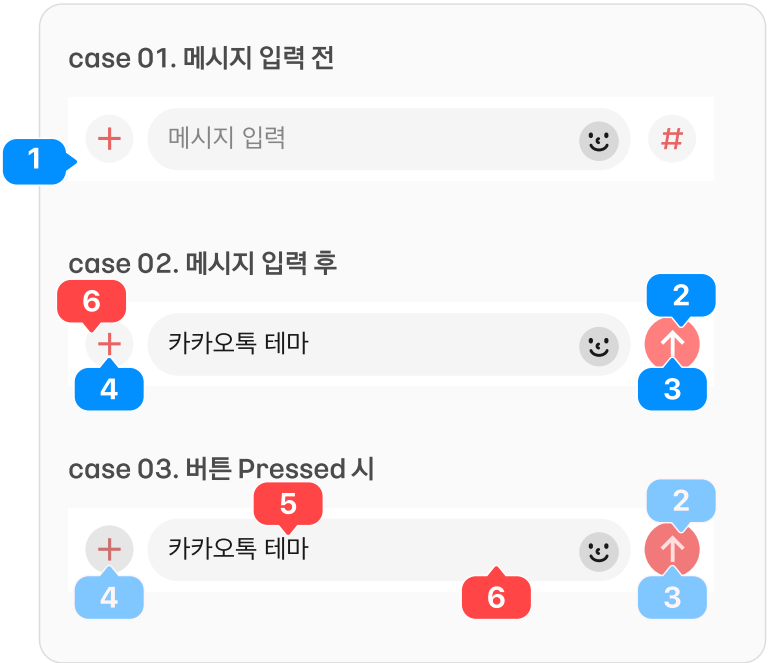 case 01. 메시지 입력 전
메시지 입력
#
1
case 02. 메시지 입력 후
6
2
카카오톡 테마
4
3
case 03. 버튼 Pressed 시
5
2
카카오톡 테마
4
6
3